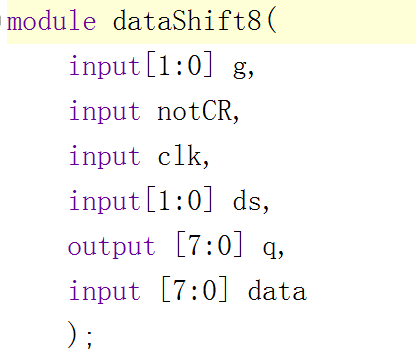 module dataShift8(
input[1:0] g,
input notCR,
input clk,
input[1:0] ds,
output [7:0] q,
input [7:0] data
);